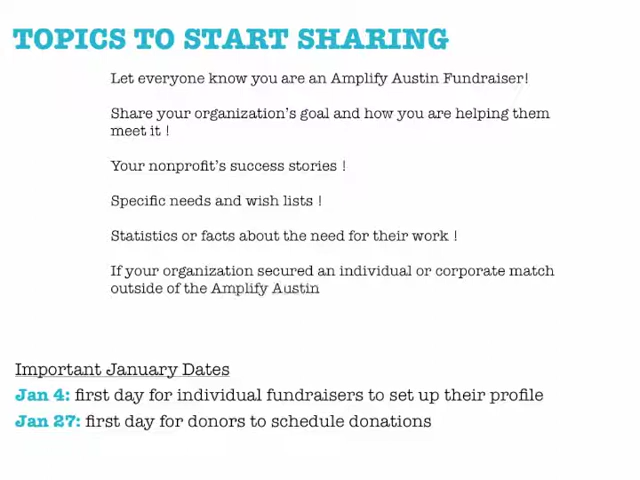 TOPICS TO START SHARING
Let everyone know you are an Amplify Austin Fundraiser!
Share your organization's goal and how you are helping them
meet it !
Your nonprofit's success stories !
Specific needs and wish lists !
Statistics or facts about the need for their work !
If your organization secured an individual or corporate match
outside of the Amplify Austin
Important January Dates
Jan 4: first day for individual fundraisers to set up their profile
Jan 27: first day for donors to schedule donations